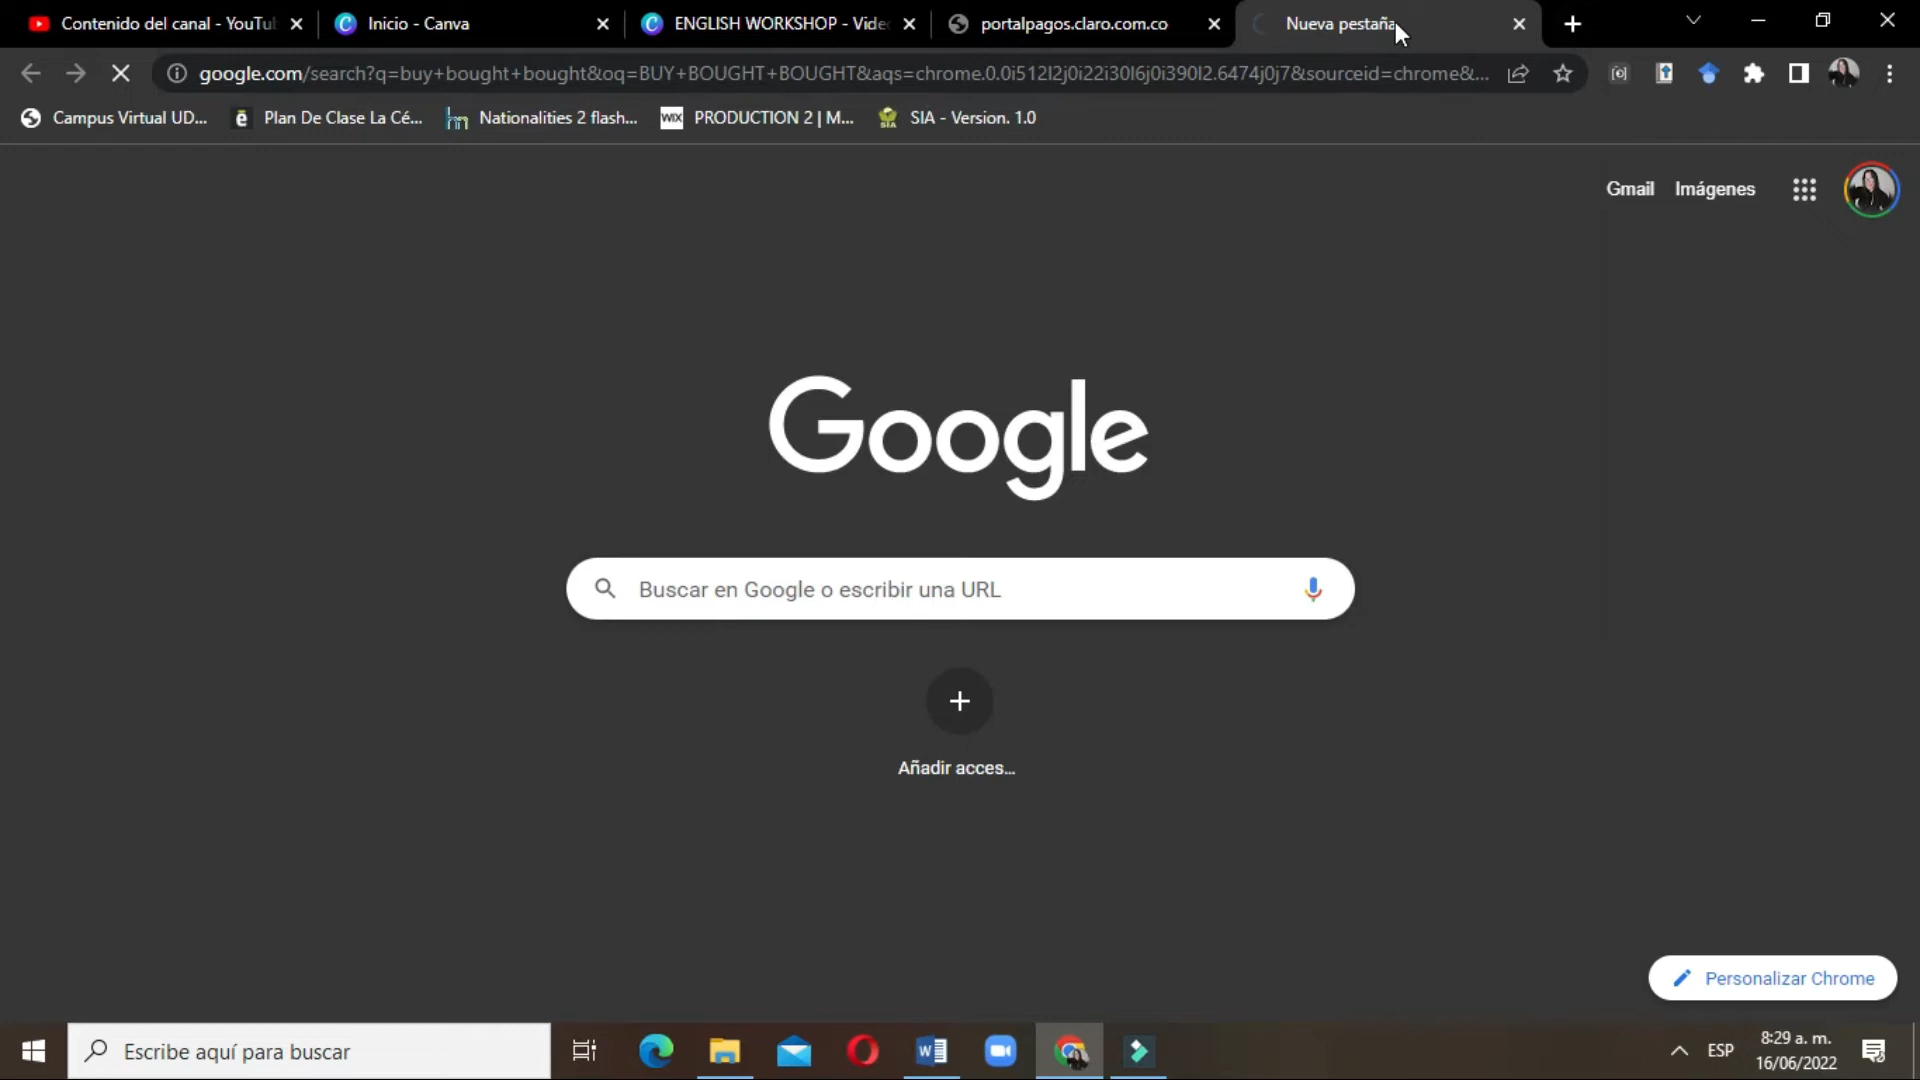 Contenido del canal - YouTu
Inicio - Canva
ENGLISH WORKSHOP - Vide
portalpagos.claro.com.co
Nueva pestaña
google.com/search?q=buy+bought+bought&oq=BUY+BOUGHT+BOUGHT&aqs=chrome.0.0i512l2j0i22i30l6j0i390l2.6474j0j7&sourceid=chrome&...
Campus Virtual UD...
Plan De Clase La Cé...
Nationalities 2 flash...
WIX PRODUCTION 2 | M...
SIA - Version. 1.0
Gmail Imágenes
Google
Buscar en Google o escribir una URL
Añadir acces...
Personalizar Chrome
Escribe aquí para buscar
ESP
8:29 a. m.
16/06/2022